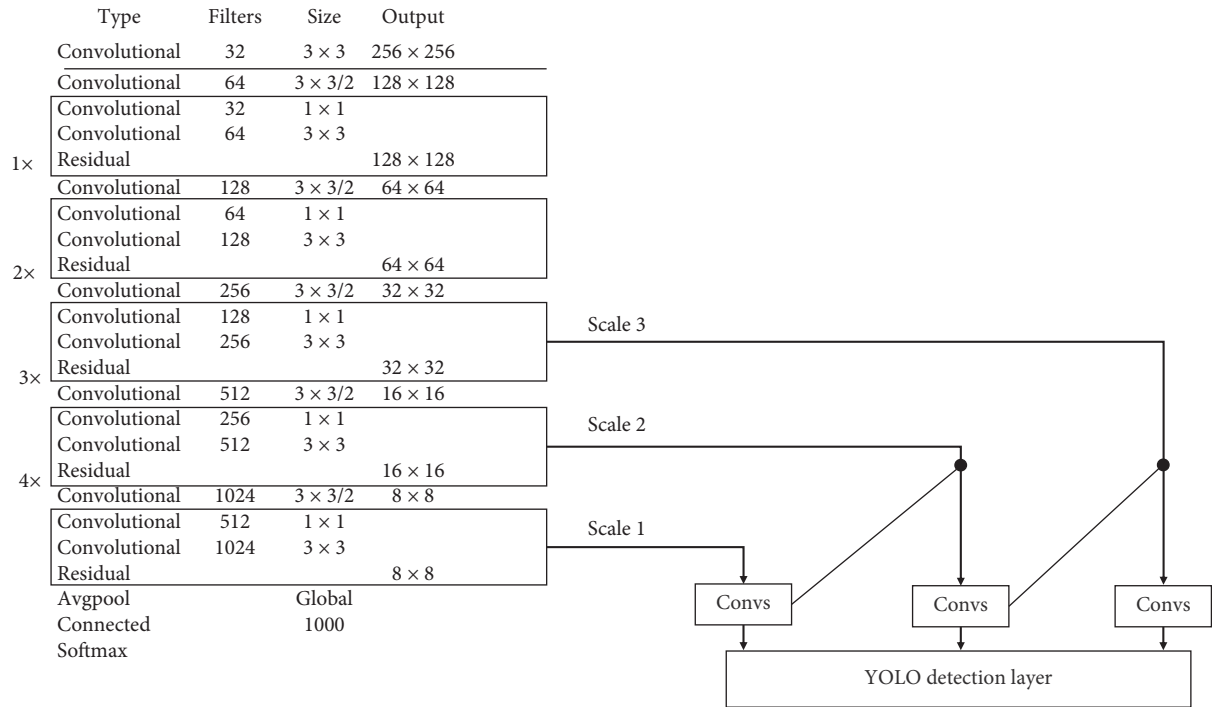 Type Filters Size Output
Convolutional 32 3 × 3 256 × 256
Convolutional 64 3 × 3/2 128 × 128
Convolutional 32 1 × 1
Convolutional 64 3 × 3
1× Residual 128 × 128
Convolutional 128 3 × 3/2 64 × 64
Convolutional 64 1 × 1
Convolutional 128 3 × 3
2× Residual 64 × 64
Convolutional 256 3 × 3/2 32 × 32
Convolutional 128 1 × 1
Convolutional 256 3 × 3
3× Residual 32 × 32
Convolutional 512 3 × 3/2 16 × 16
Convolutional 256 1 × 1
Convolutional 512 3 × 3
4× Residual 16 × 16
Convolutional 1024 3 × 3/2 8 × 8
Convolutional 512 1 × 1
Convolutional 1024 3 × 3
Residual 8 × 8
Avgpool Global
Connected 1000
Softmax
Scale 3
Scale 2
Scale 1
Convs Convs Convs
YOLO detection layer